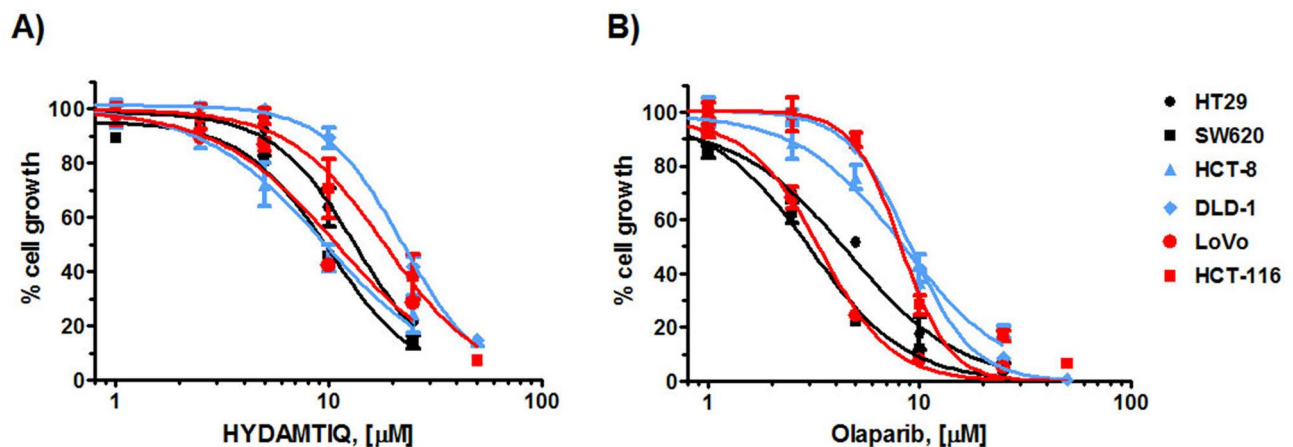 A)
B)
100
80
60
40
20
0
% cell growth
1
10
100
HYDAMTIQ, [µM]
100
80
60
40
20
0
% cell growth
1
10
100
Olaparib, [µM]
HT29
SW620
HCT-8
DLD-1
LoVo
HCT-116